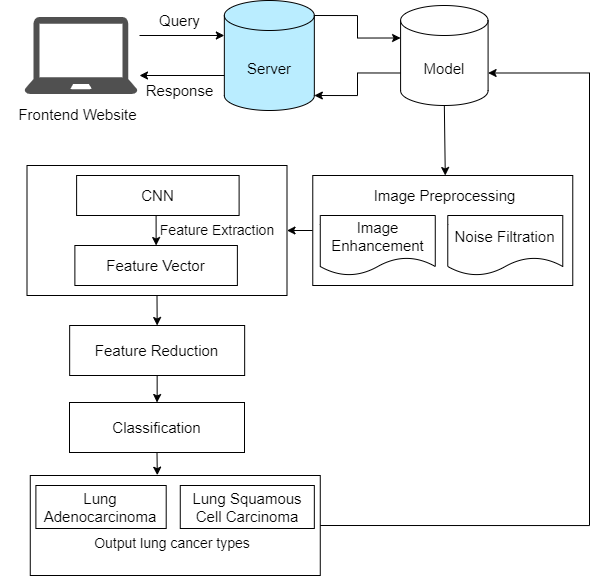 Query
Server
Model
Response
Frontend Website
CNN
Feature Extraction
Feature Vector
Image Preprocessing
Image
Enhancement
Noise Filtration
Feature Reduction
Classification
Lung
Adenocarcinoma
Lung Squamous
Cell Carcinoma
Output lung cancer types